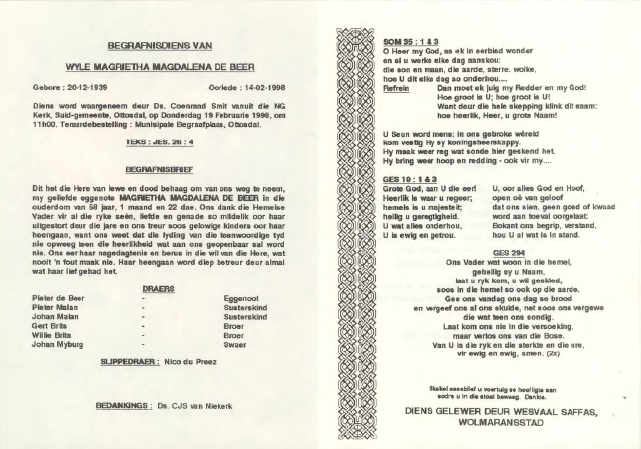 BEGRAFNISDIENS VAN
WYLE MAGRIETHA MAGDALENA DE BEER
Gebore : 20-12-1939 Oorlede : 14-02-1998
Diens word waargeneem deur Ds. Coenraad Smit vanuit die NG
Kerk, Suid-gemeente, Ottosdal, op Donderdag 19 Februarie 1998, om
11h00. Teraardebestelling : Munisipale Begraafplaas, Ottosdal.
TEKS : JES. 26 : 4
BEGRAFNISBRIEF
Dit het die Here van lewe en dood behaag om van ons weg te neem,
my geliefde eggenote MAGRIETHA MAGDALENA DE BEER in die
ouderdom van 58 jaar, 1 maand en 22 dae. Ons dank die Hemelse
Vader vir al die ryke seën, liefde en genade so mildelik oor haar
uitgestort deur die jare en ons treur soos gelowige kinders oor haar
heengaan, want ons weet dat die lyding van die teenwoordige tyd
nie opweeg teen die heerlikheid wat aan ons geopenbaar sal word
nie. Ons eer haar nagedagtenis en berus in die wil van die Here, wat
nooit 'n fout maak nie. Haar heengaan word diep betreur deur almal
wat haar lief gehad het.
DRAERS
Pieter de Beer - Eggenoot
Pieter Malan - Susterskind
Johan Malan - Susterskind
Gert Brits - Broer
Willie Brits - Broer
Johan Myburg - Swaer
SLIPPEDRAER : Nico du Preez
BEDANKINGS : Ds. CJS van Niekerk
SOM 35 : 1 & 3
O Heer my God, as ek in eerbied wonder
en al u werke elke dag aanskou:
die son en maan, die aarde, sterre, wolke,
hoe U dit elke dag so onderhou....
Refrein Dan moet ek juig my Redder en my God!
Hoe groot is U; hoe groot is U!
Want deur die hele skepping klink dit saam:
hoe heerlik, Heer, u grote Naam!
U Seun word mens: in ons gebroke wêreld
kom vestig Hy sy koningsheerskappy.
Hy maak weer reg wat sonde hier geskend het.
Hy bring weer hoop en redding - ook vir my....
GES 10 : 1 & 3
Grote God, aan U die eer!
Heerlik is waar u regeer;
hemels is u majesteit;
heilig u geregtigheid.
U wat alles onderhou,
U is ewig en getrou.
U, oor alles God en Hoof,
open oë van geloof
dat ons sien, geen goed of kwaad
word aan toeval oorgelaat:
Bokant ons begrip, verstand,
hou U al wat is in stand.
GES 294
Ons Vader wat woon in die hemel,
geheilig sy u Naam,
laat u ryk kom, u wil geskied,
soos in die hemel so ook op die aarde.
Gee ons vandag ons dag se brood
en vergeef ons al ons skulde, net soos ons vergewe
die wat teen ons sondig.
Laat kom ons nie in die versoeking,
maar verlos ons van die Bose.
Van U is die ryk en die sterkte en die ere,
vir ewig en ewig, amen. (2x)
Skakel asseblief u voertuig se hoofligte aan
sodra u in die stoet beweeg. Dankie.
DIENS GELEWER DEUR WESVAAL SAFFAS,
WOLMARANSSTAD